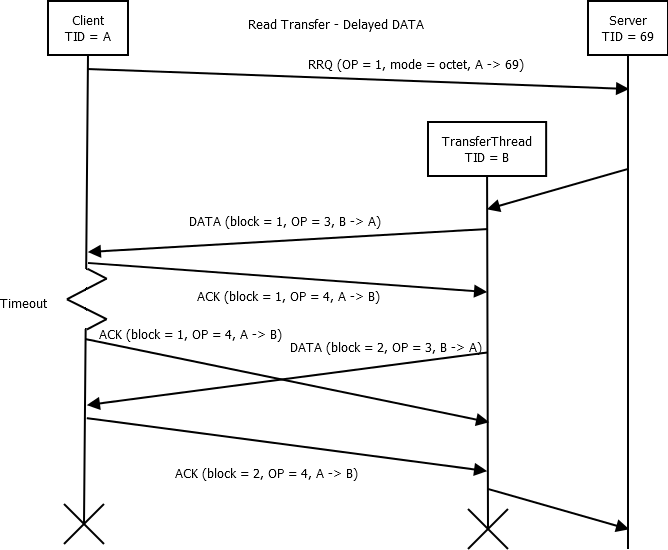 Client
TID = A
Read Transfer - Delayed DATA
Server
TID = 69
RRQ (OP = 1, mode = octet, A -> 69)
TransferThread
TID = B
DATA (block = 1, OP = 3, B -> A)
ACK (block = 1, OP = 4, A -> B)
Timeout
ACK (block = 1, OP = 4, A -> B)
DATA (block = 2, OP = 3, B -> A)
ACK (block = 2, OP = 4, A -> B)